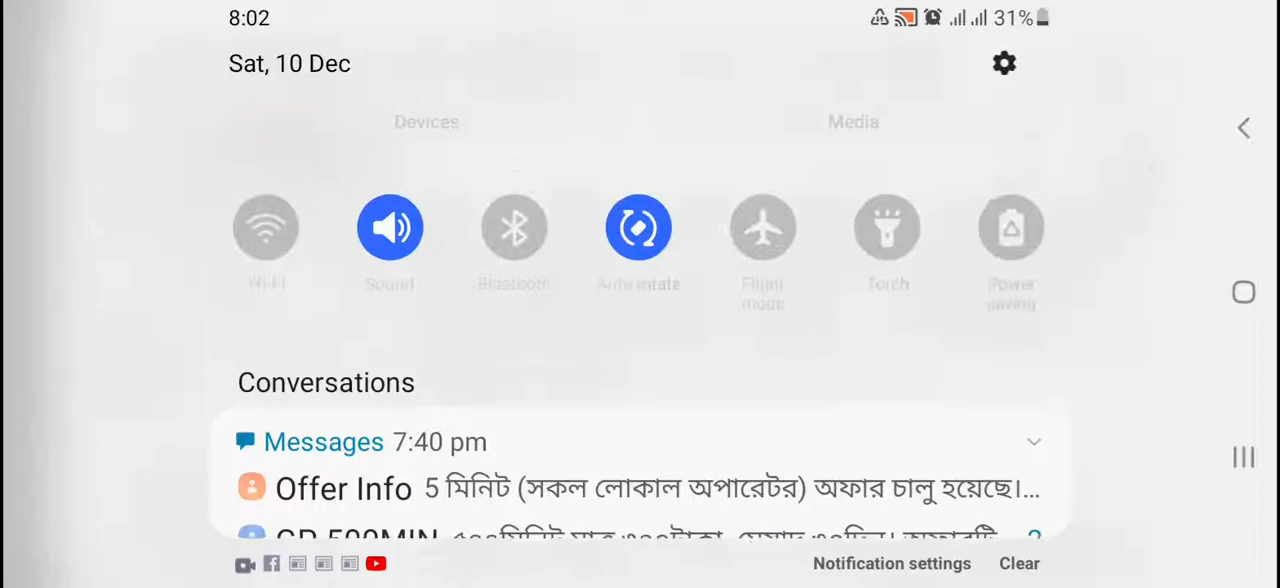 8:02
31%
Sat, 10 Dec
Devices
Media
Wi-Fi
Sound
Bluetooth
Auto rotate
Flight mode
Torch
Power saving
Conversations
Messages 7:40 pm
Offer Info 5 মিনিট (সকল লোকাল অপারেটর) অফার চালু হয়েছে।...
Notification settings
Clear